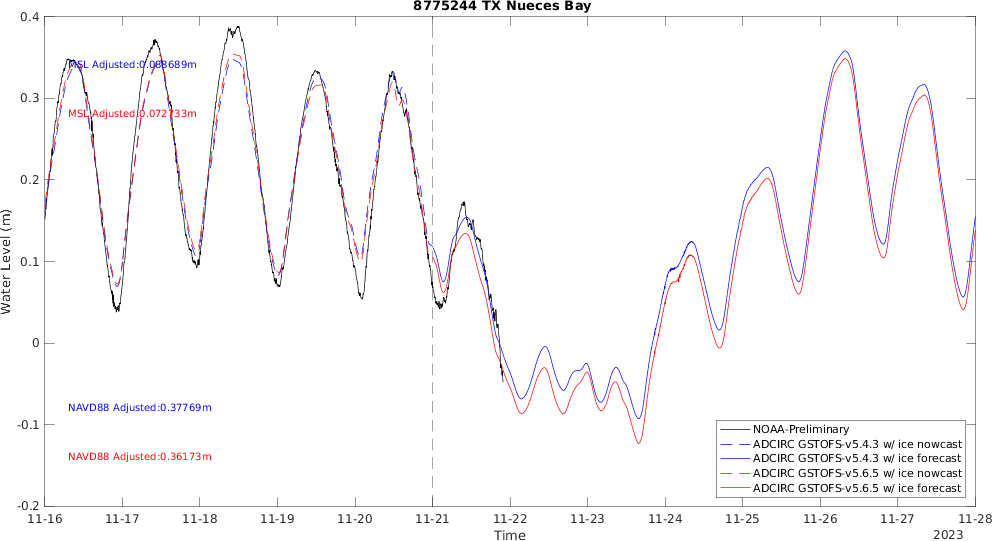 8775244 TX Nueces Bay
Water Level (m)
0.4
0.3
0.2
0.1
0
-0.1
-0.2
MSL Adjusted:0.088689m
MSL Adjusted:0.072733m
NAVD88 Adjusted:0.37769m
NAVD88 Adjusted:0.36173m
NOAA-Preliminary
ADCIRC GSTOFS-v5.4.3 w/ ice nowcast
ADCIRC GSTOFS-v5.4.3 w/ ice forecast
ADCIRC GSTOFS-v5.6.5 w/ ice nowcast
ADCIRC GSTOFS-v5.6.5 w/ ice forecast
11-16 11-17 11-18 11-19 11-20 11-21 11-22 11-23 11-24 11-25 11-26 11-27 11-28
Time
2023